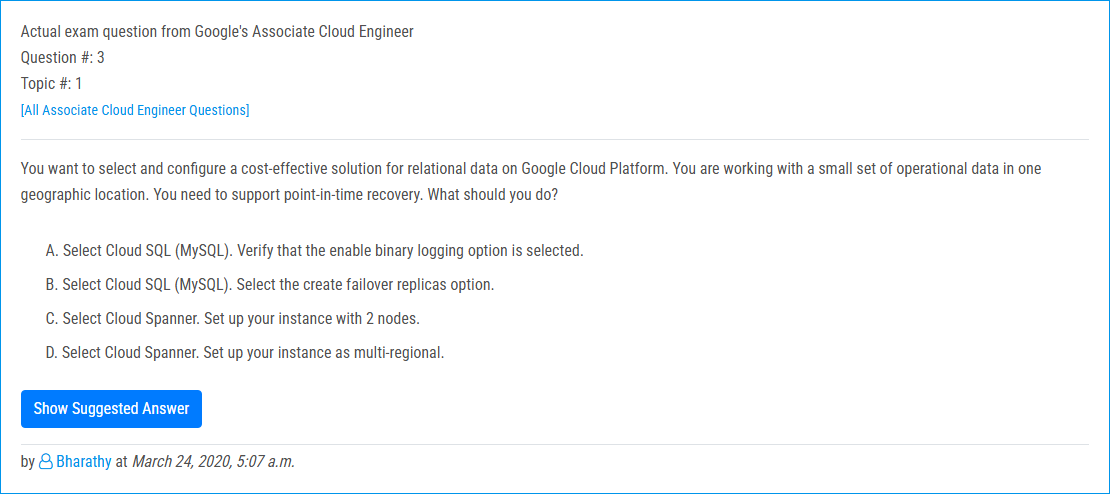 Actual exam question from Google's Associate Cloud Engineer
Question #: 3
Topic #: 1
[All Associate Cloud Engineer Questions]
You want to select and configure a cost-effective solution for relational data on Google Cloud Platform. You are working with a small set of operational data in one
geographic location. You need to support point-in-time recovery. What should you do?
A. Select Cloud SQL (MySQL). Verify that the enable binary logging option is selected.
B. Select Cloud SQL (MySQL). Select the create failover replicas option.
C. Select Cloud Spanner. Set up your instance with 2 nodes.
D. Select Cloud Spanner. Set up your instance as multi-regional.
Show Suggested Answer
by Bharathy at March 24, 2020, 5:07 a.m.